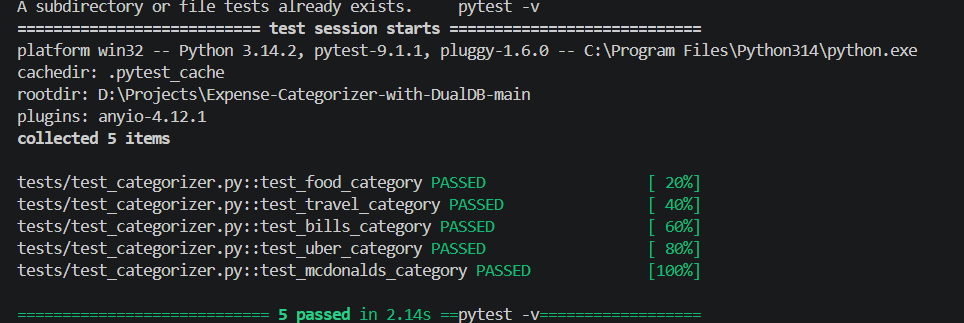 A subdirectory or file tests already exists.     pytest -v
=========================== test session starts ============================
platform win32 -- Python 3.14.2, pytest-9.1.1, pluggy-1.6.0 -- C:\Program Files\Python314\python.exe
cachedir: .pytest_cache
rootdir: D:\Projects\Expense-Categorizer-with-DualDB-main
plugins: anyio-4.12.1
collected 5 items
tests/test_categorizer.py::test_food_category PASSED                  [ 20%]
tests/test_categorizer.py::test_travel_category PASSED                [ 40%]
tests/test_categorizer.py::test_bills_category PASSED                 [ 60%]
tests/test_categorizer.py::test_uber_category PASSED                  [ 80%]
tests/test_categorizer.py::test_mcdonalds_category PASSED             [100%]
============================ 5 passed in 2.14s ==pytest -v==================